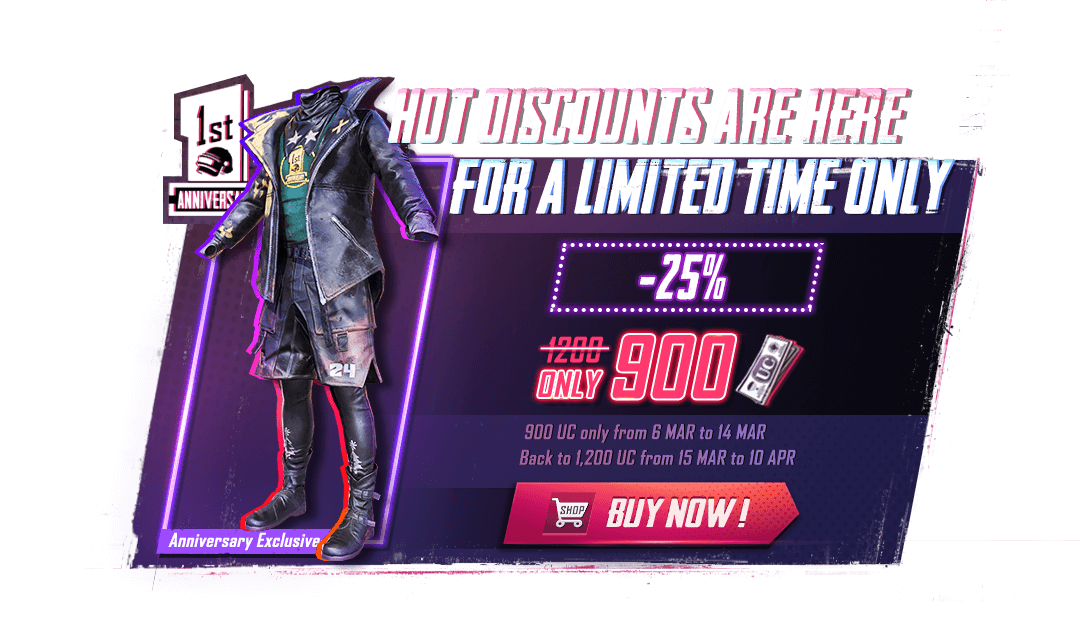 1st
ANNIVERSA
HOT DISCOUNTS ARE HERE
FOR A LIMITED TIME ONLY
-25%
1200
ONLY 900
UC
24
900 UC only from 6 MAR to 14 MAR
Back to 1,200 UC from 15 MAR to 10 APR
SHOP
BUY NOW !
Anniversary Exclusive